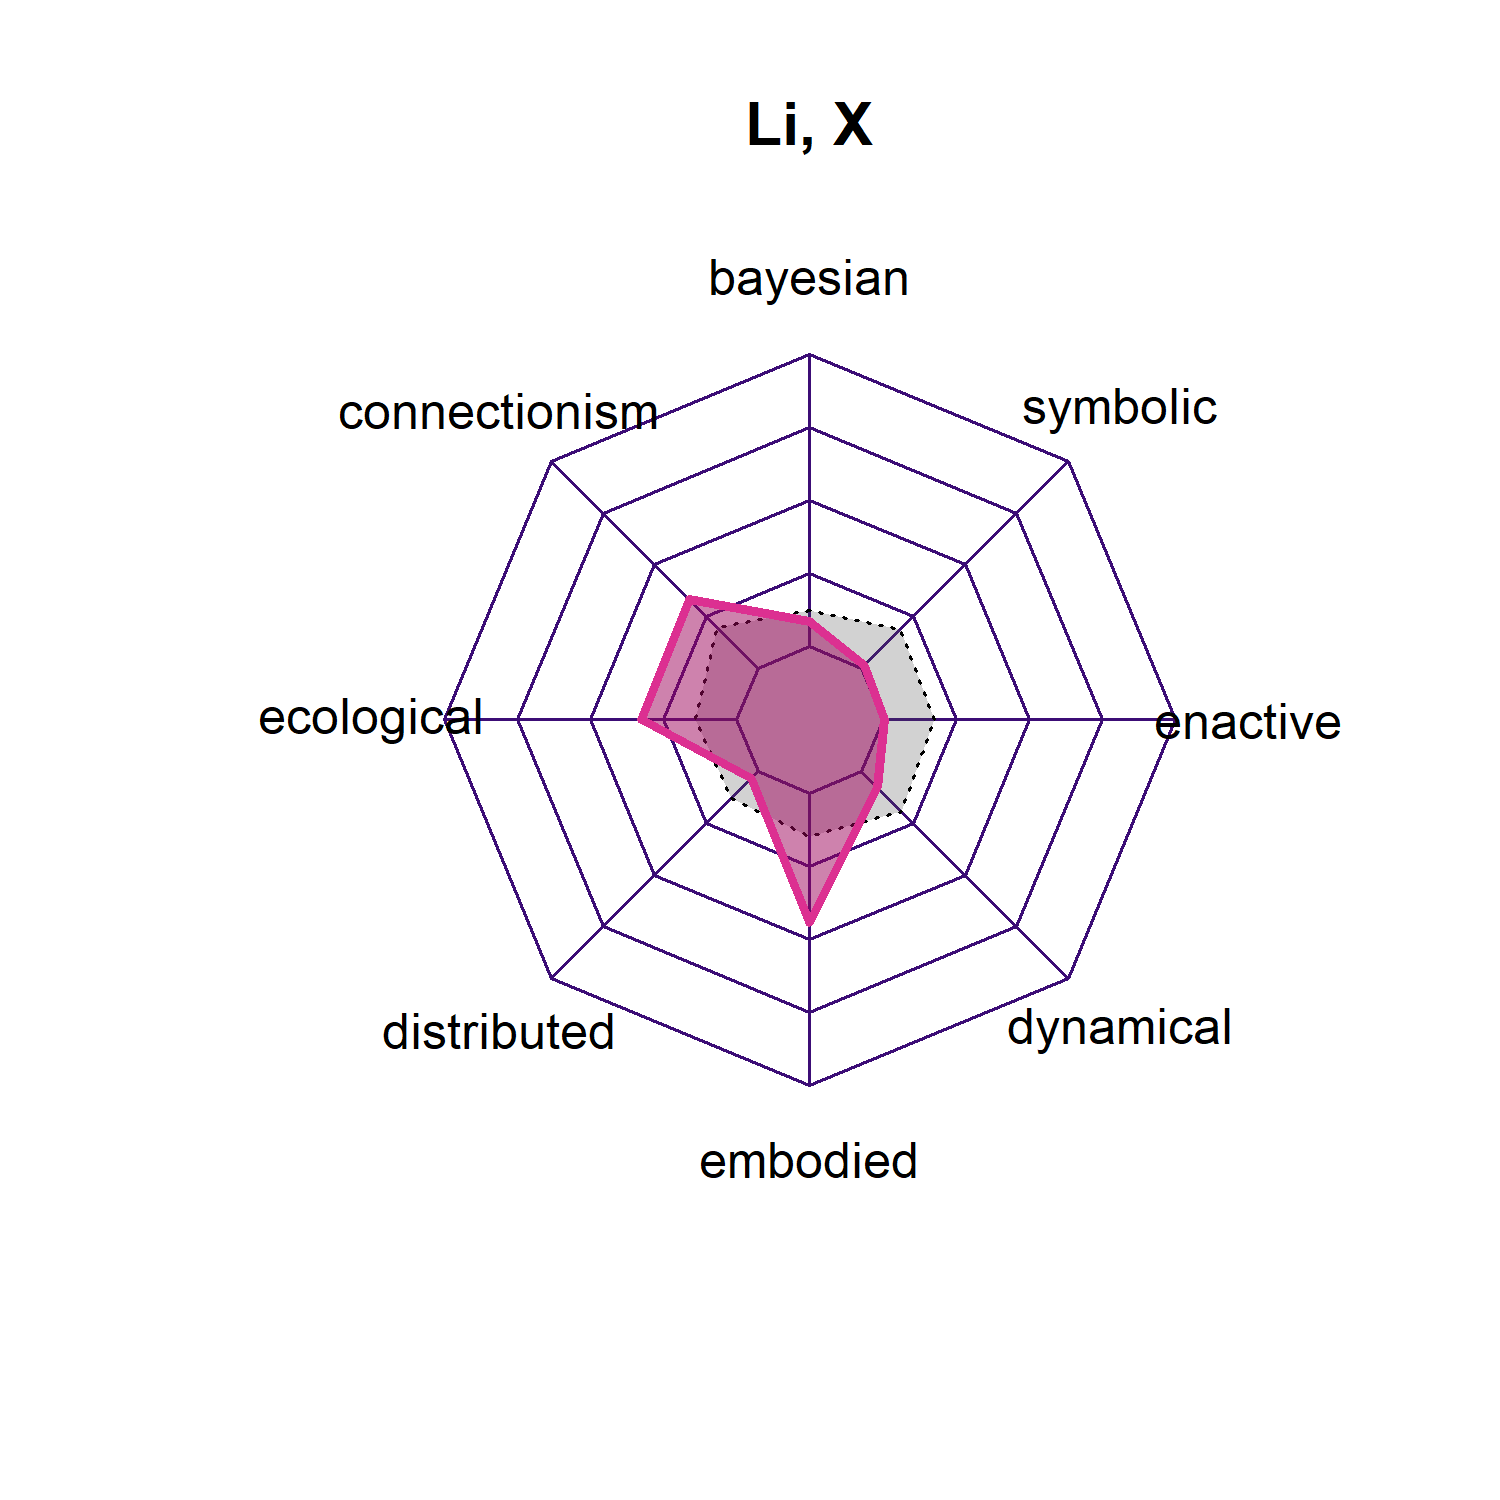 Li, X
bayesian
symbolic
connectionism
ecological
enactive
distributed
dynamical
embodied